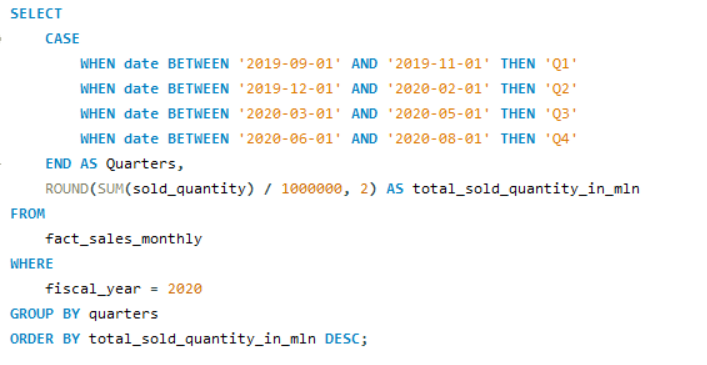 SELECT
CASE
WHEN date BETWEEN '2019-09-01' AND '2019-11-01' THEN 'Q1'
WHEN date BETWEEN '2019-12-01' AND '2020-02-01' THEN 'Q2'
WHEN date BETWEEN '2020-03-01' AND '2020-05-01' THEN 'Q3'
WHEN date BETWEEN '2020-06-01' AND '2020-08-01' THEN 'Q4'
END AS Quarters,
ROUND(SUM(sold_quantity) / 1000000, 2) AS total_sold_quantity_in_mln
FROM
fact_sales_monthly
WHERE
fiscal_year = 2020
GROUP BY quarters
ORDER BY total_sold_quantity_in_mln DESC;